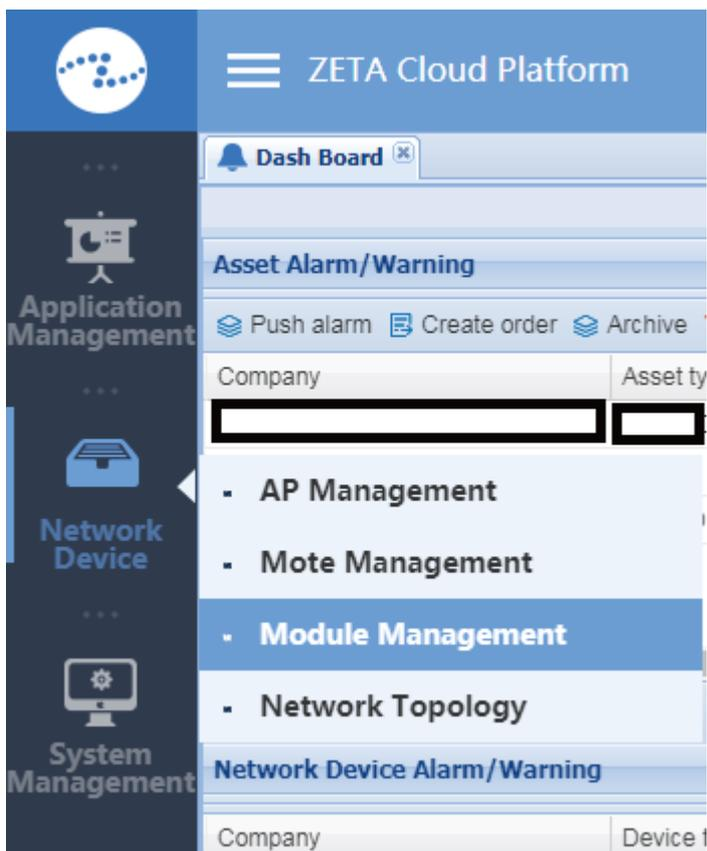 ZETA Cloud Platform
Dash Board
Asset Alarm/Warning
Application
Management
Push alarm Create order Archive
Company
AP Management
Network
Device
Mote Management
Module Management
Network Topology
System
Management
Network Device Alarm/Warning
Company Device